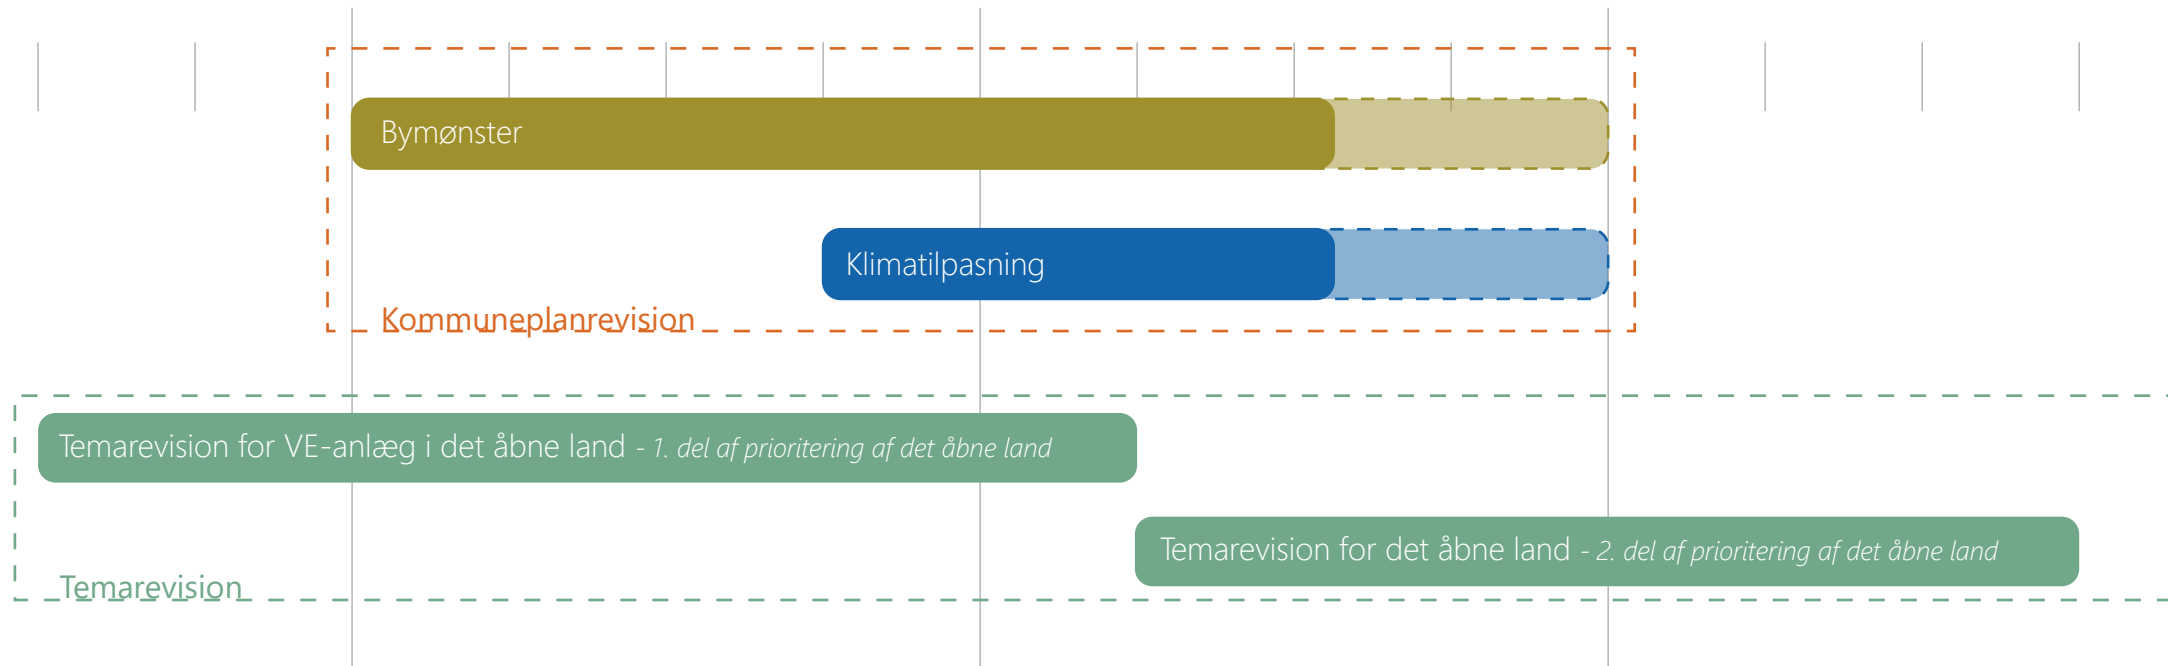 Bymønster
Klimatilpasning
Kommuneplanrevision
Temarevision for VE-anlæg i det åbne land - 1. del af prioritering af det åbne land
Temarevision for det åbne land - 2. del af prioritering af det åbne land
Temarevision